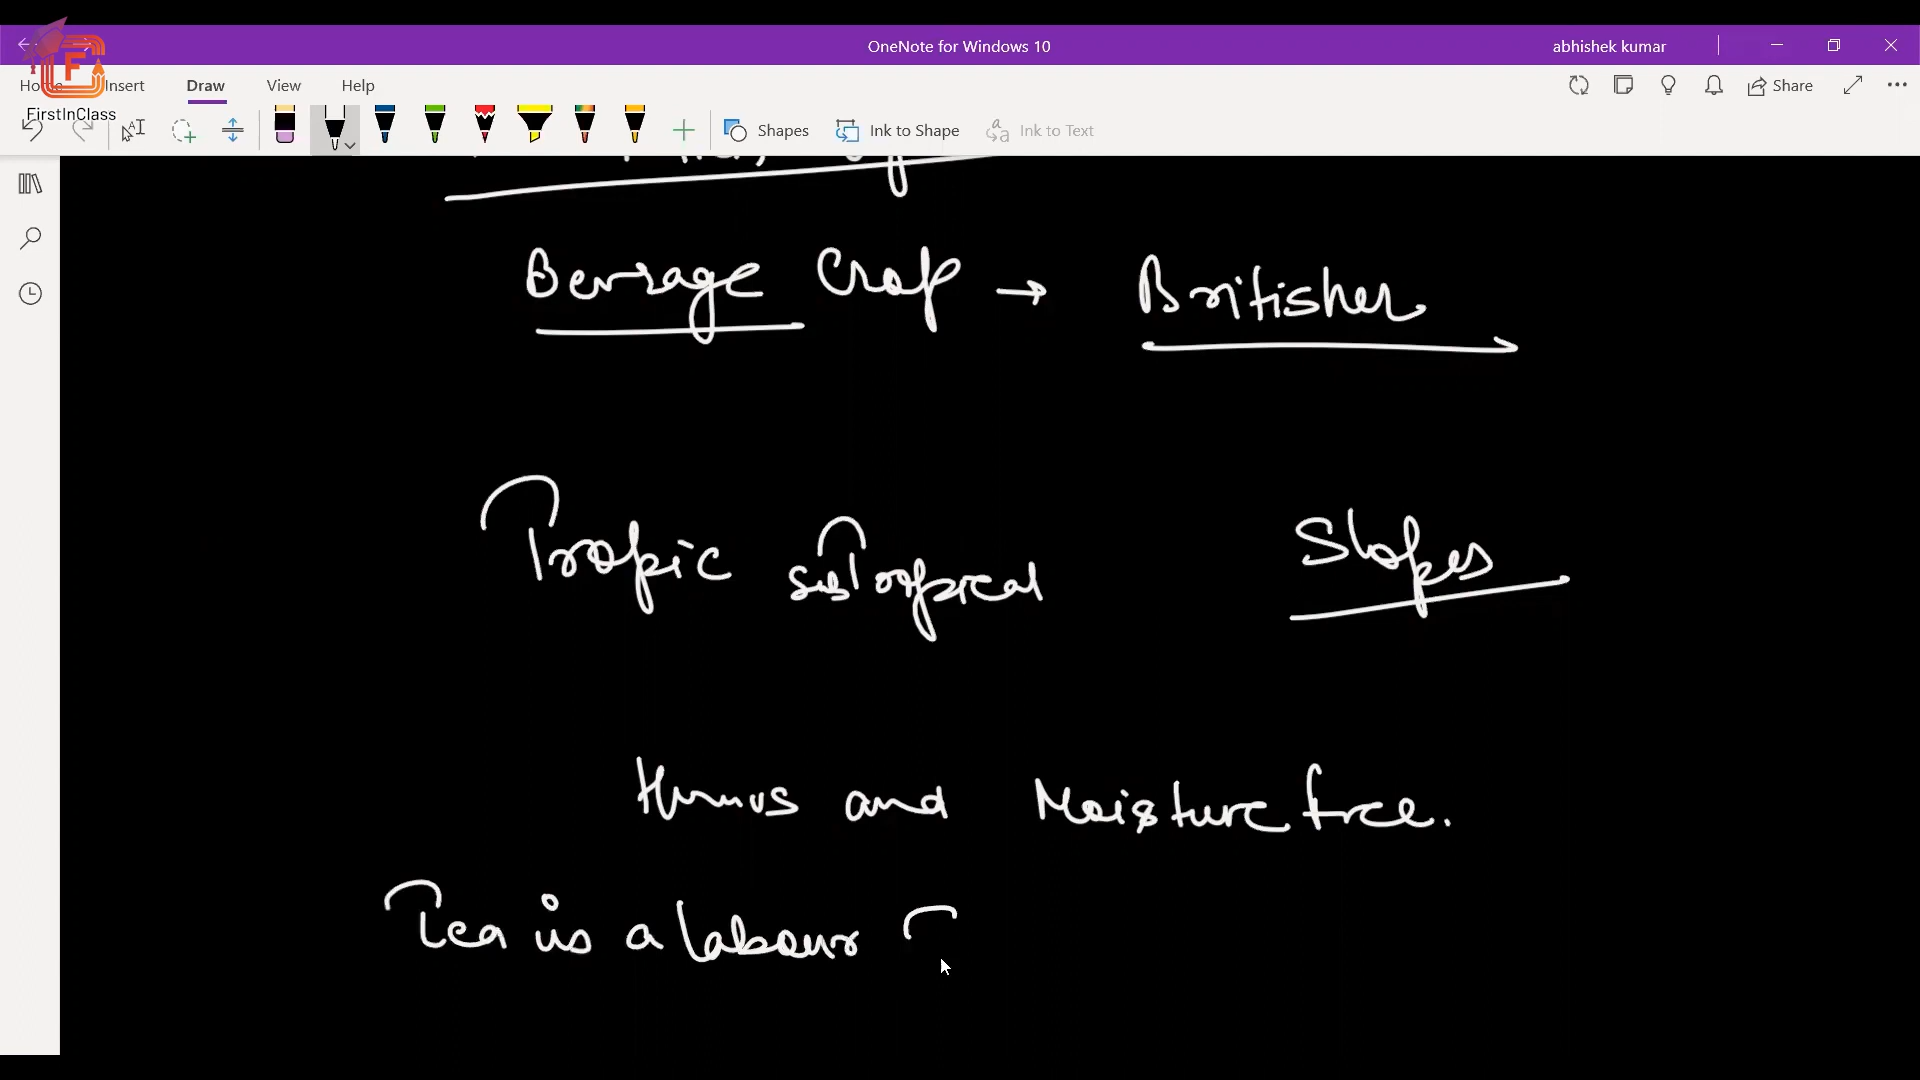 OneNote for Windows 10
abhishek kumar
Home Insert Draw View Help
Share
FirstInClass
Shapes Ink to Shape Ink to Text
Bevrage Crop → Britisher
Tropic subTropical Slopes
Humus and Moisture free.
Tea is a labour